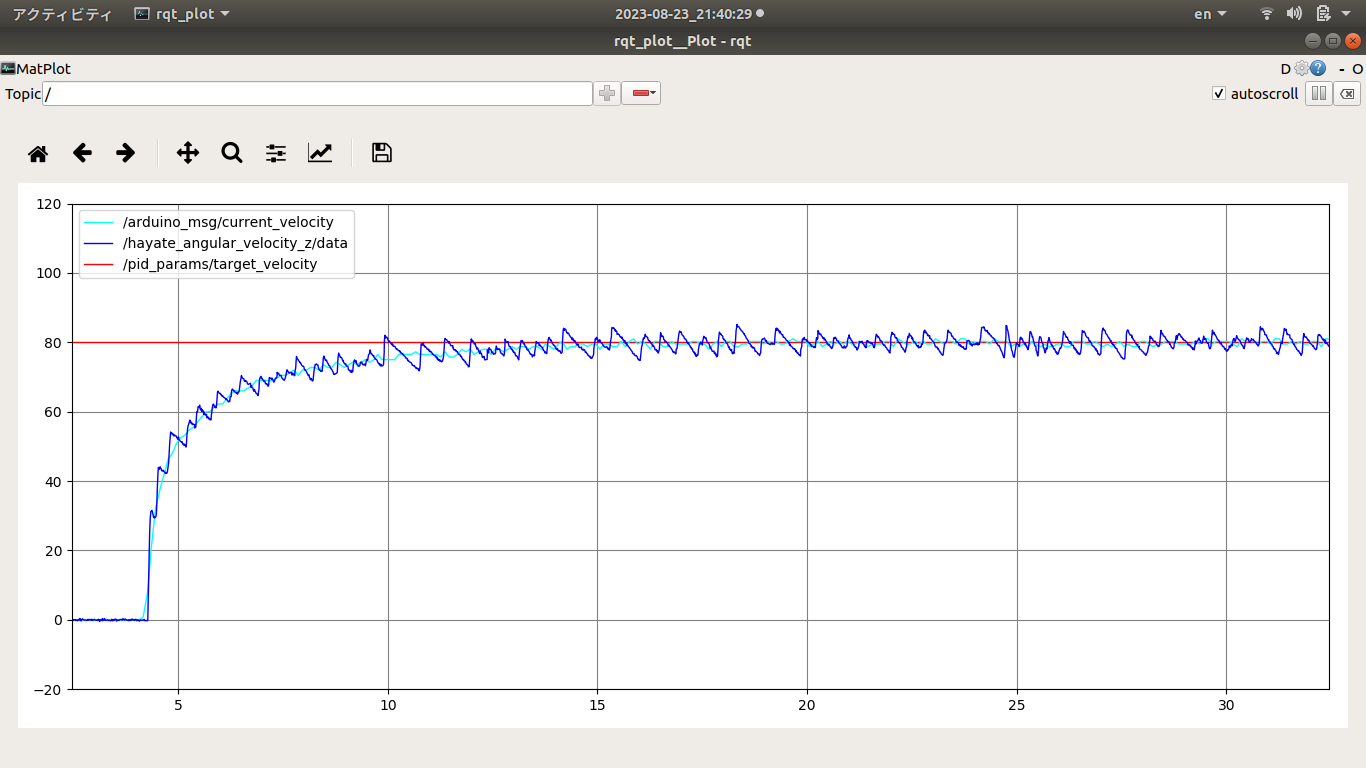 アクティビティ rqt_plot 2023-08-23_21:40:29 en
rqt_plot__Plot - rqt
MatPlot D - O
Topic / autoscroll
120
100
80
60
40
20
0
−20
/arduino_msg/current_velocity
/hayate_angular_velocity_z/data
/pid_params/target_velocity
5 10 15 20 25 30